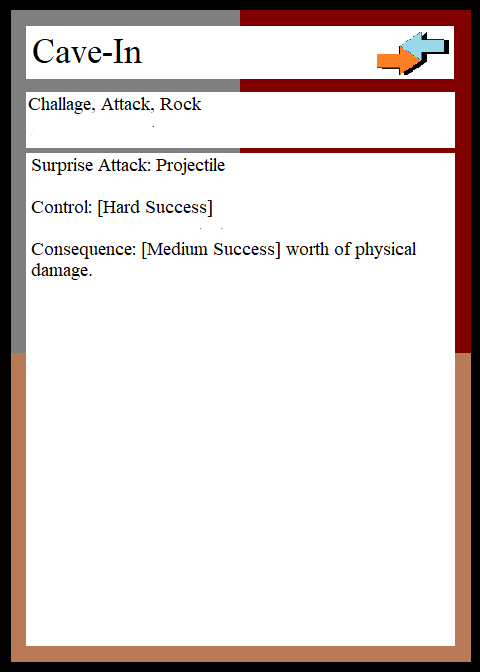 Cave-In
Challage, Attack, Rock
Surprise Attack: Projectile
Control: [Hard Success]
Consequence: [Medium Success] worth of physical
damage.